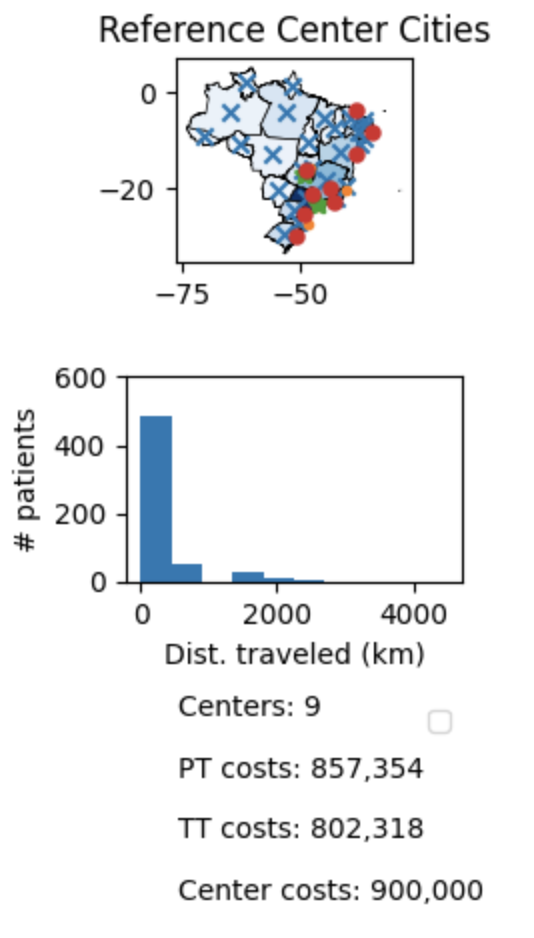 Reference Center Cities
0
−20
−75 −50
600
400
200
0
# patients
0 2000 4000
Dist. traveled (km)
Centers: 9
PT costs: 857,354
TT costs: 802,318
Center costs: 900,000